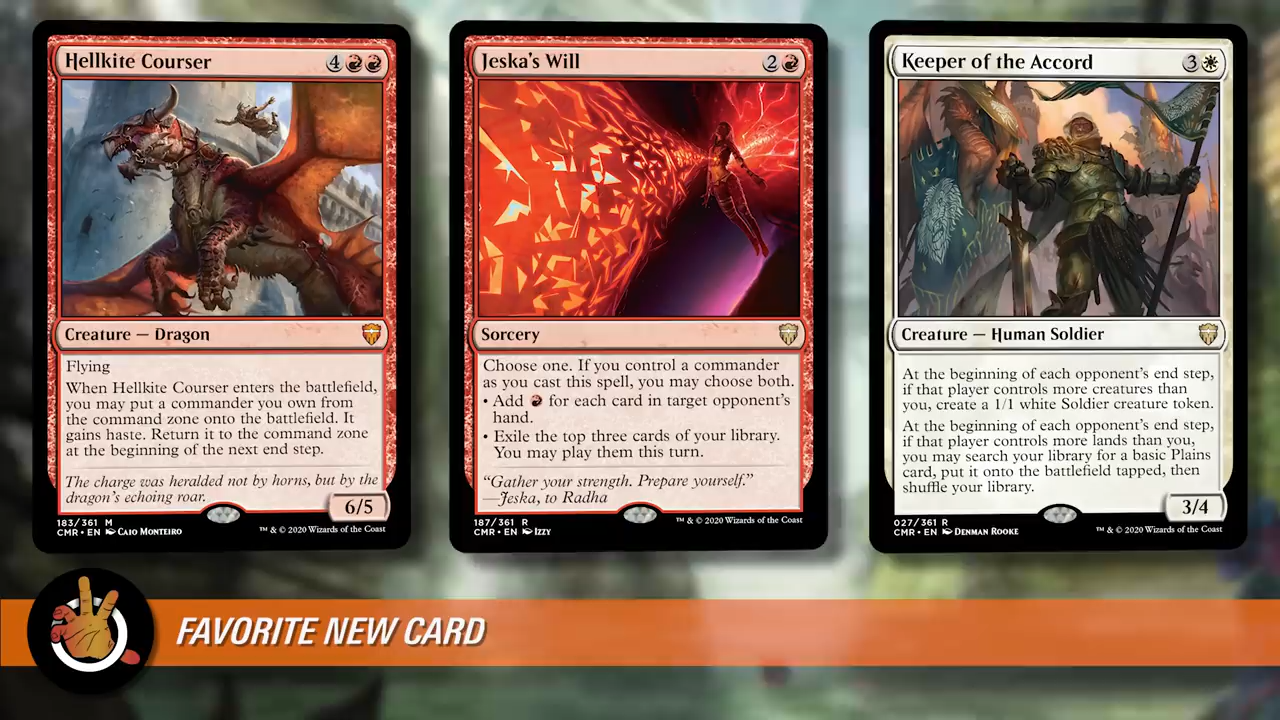 Hellkite Courser 4
Creature — Dragon
Flying
When Hellkite Courser enters the battlefield,
you may put a commander you own from
the command zone onto the battlefield. It
gains haste. Return it to the command zone
at the beginning of the next end step.
The charge was heralded not by horns, but by the
dragon's echoing roar.
6/5
183/361 M
CMR • EN Caio Monteiro
™ & © 2020 Wizards of the Coast
Jeska's Will 2
Sorcery
Choose one. If you control a commander
as you cast this spell, you may choose both.
• Add for each card in target opponent's
hand.
• Exile the top three cards of your library.
You may play them this turn.
"Gather your strength. Prepare yourself."
—Jeska, to Radha
187/361 R
CMR • EN Izzy
™ & © 2020 Wizards of the Coast
Keeper of the Accord 3
Creature — Human Soldier
At the beginning of each opponent's end step,
if that player controls more creatures than
you, create a 1/1 white Soldier creature token.
At the beginning of each opponent's end step,
if that player controls more lands than you,
you may search your library for a basic Plains
card, put it onto the battlefield tapped, then
shuffle your library.
3/4
027/361 R
CMR • EN Denman Rooke
™ & © 2020 Wizards of the Coast
FAVORITE NEW CARD